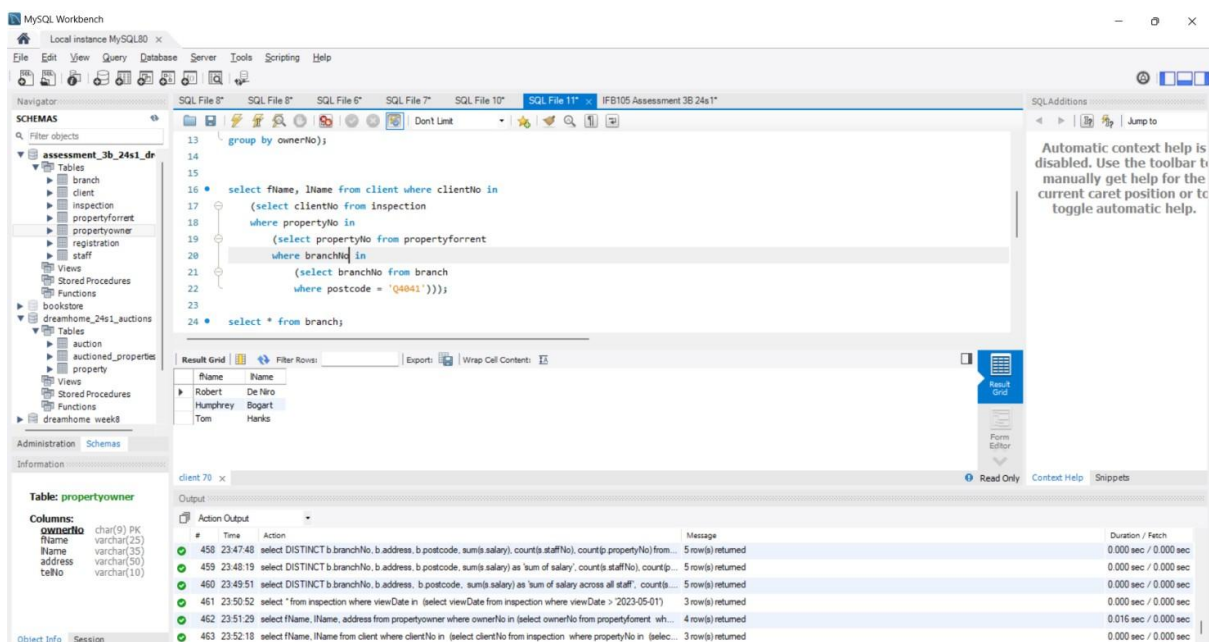 MySQL Workbench
Local instance MySQL80
File Edit View Query Database Server Tools Scripting Help
Navigator
SCHEMAS
Filter objects
assessment_3b_24s1_dr
Tables
branch
client
inspection
propertyforrent
propertyowner
registration
staff
Views
Stored Procedures
Functions
bookstore
dreamhome_24s1_auctions
Tables
auction
auctioned_properties
property
Views
Stored Procedures
Functions
dreamhome week8
Administration Schemas
Information
Table: propertyowner
Columns:
ownerNo char(9) PK
fName varchar(25)
lName varchar(35)
address varchar(50)
telNo varchar(10)
Object Info Session
SQL File 8* SQL File 8* SQL File 6* SQL File 7* SQL File 10* SQL File 11* IFB105 Assessment 3B 24s1*
Don't Limit
13 group by ownerNo);
14
15
16 select fName, lName from client where clientNo in
17 (select clientNo from inspection
18 where propertyNo in
19 (select propertyNo from propertyforrent
20 where branchNo in
21 (select branchNo from branch
22 where postcode = 'Q4041')));
23
24 select * from branch;
Result Grid Filter Rows: Export: Wrap Cell Content:
fName lName
Robert De Niro
Humphrey Bogart
Tom Hanks
Result Grid
Form Editor
client 70 Read Only
Output
Action Output
# Time Action Message Duration / Fetch
458 23:47:48 select DISTINCT b.branchNo, b.address, b.postcode, sum(s.salary), count(s.staffNo), count(p.propertyNo) from... 5 row(s) returned 0.000 sec / 0.000 sec
459 23:48:19 select DISTINCT b.branchNo, b.address, b.postcode, sum(s.salary) as 'sum of salary', count(s.staffNo), count(p... 5 row(s) returned 0.000 sec / 0.000 sec
460 23:49:51 select DISTINCT b.branchNo, b.address, b.postcode, sum(s.salary) as 'sum of salary across all staff', count(s.... 5 row(s) returned 0.000 sec / 0.000 sec
461 23:50:52 select * from inspection where viewDate in (select viewDate from inspection where viewDate > '2023-05-01') 3 row(s) returned 0.000 sec / 0.000 sec
462 23:51:29 select fName, lName, address from propertyowner where ownerNo in (select ownerNo from propertyforrent wh... 4 row(s) returned 0.016 sec / 0.000 sec
463 23:52:18 select fName, lName from client where clientNo in (select clientNo from inspection where propertyNo in (selec... 3 row(s) returned 0.000 sec / 0.000 sec
SQLAdditions
Jump to
Automatic context help is
disabled. Use the toolbar to
manually get help for the
current caret position or to
toggle automatic help.
Context Help Snippets